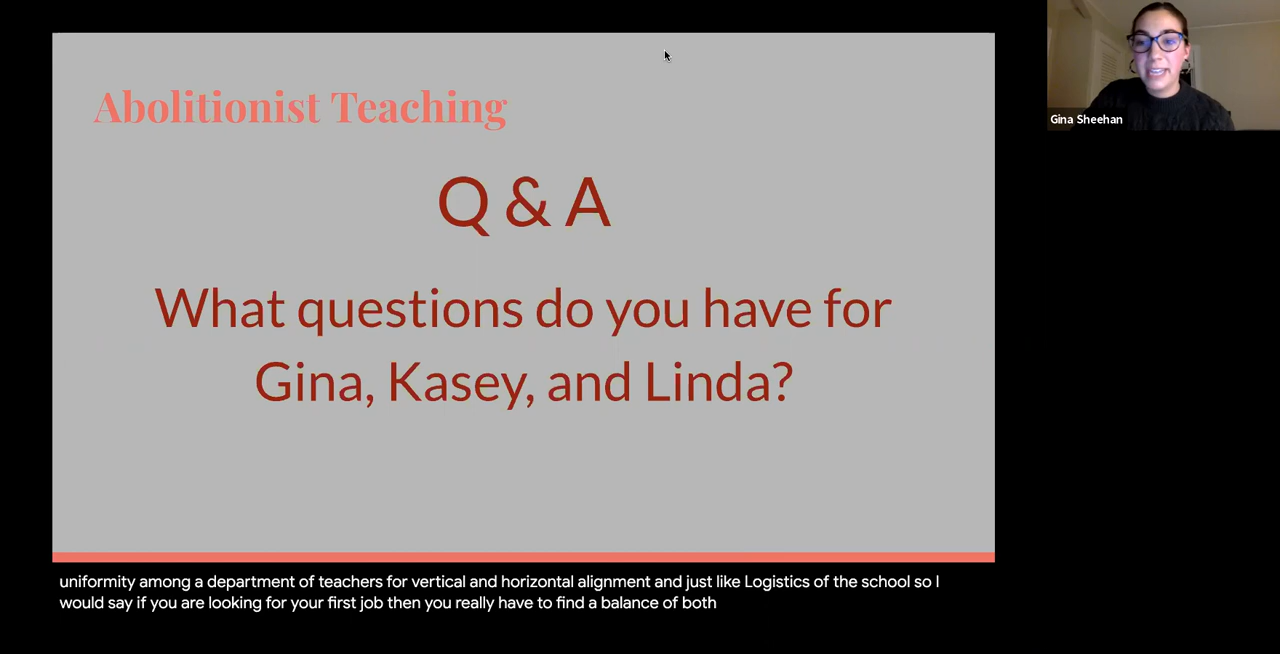 Abolitionist Teaching
Q & A
What questions do you have for
Gina, Kasey, and Linda?
Gina Sheehan
uniformity among a department of teachers for vertical and horizontal alignment and just like Logistics of the school so I
would say if you are looking for your first job then you really have to find a balance of both